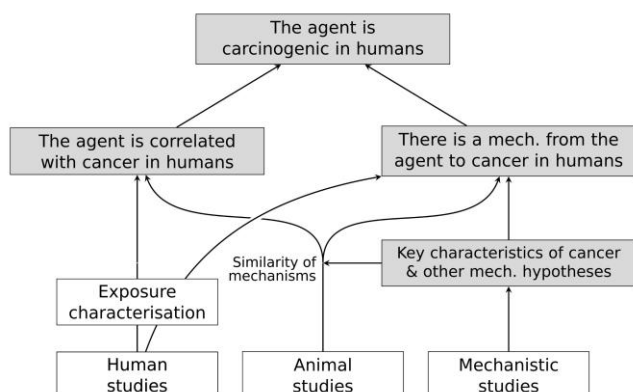 The agent is
carcinogenic in humans
The agent is correlated
with cancer in humans
There is a mech. from the
agent to cancer in humans
Similarity of
mechanisms
Key characteristics of cancer
& other mech. hypotheses
Exposure
characterisation
Human
studies
Animal
studies
Mechanistic
studies